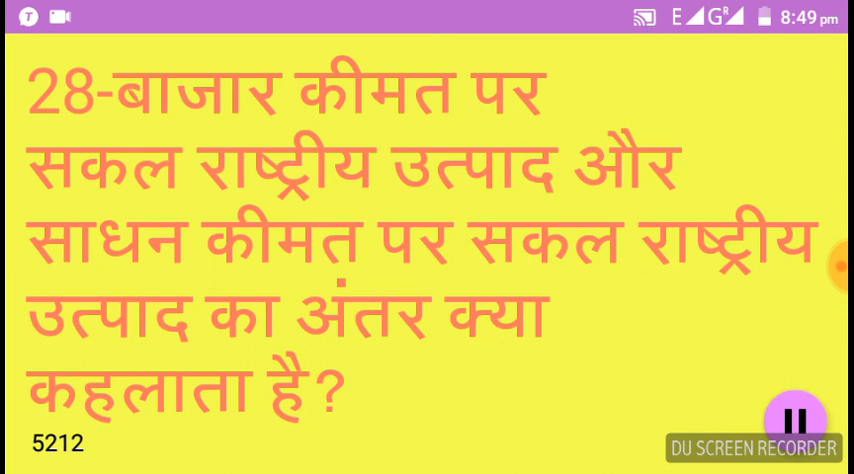 E G R 8:49 pm
28-बाजार कीमत पर
सकल राष्ट्रीय उत्पाद और
साधन कीमत पर सकल राष्ट्रीय
उत्पाद का अंतर क्या
कहलाता है?
5212
DU SCREEN RECORDER